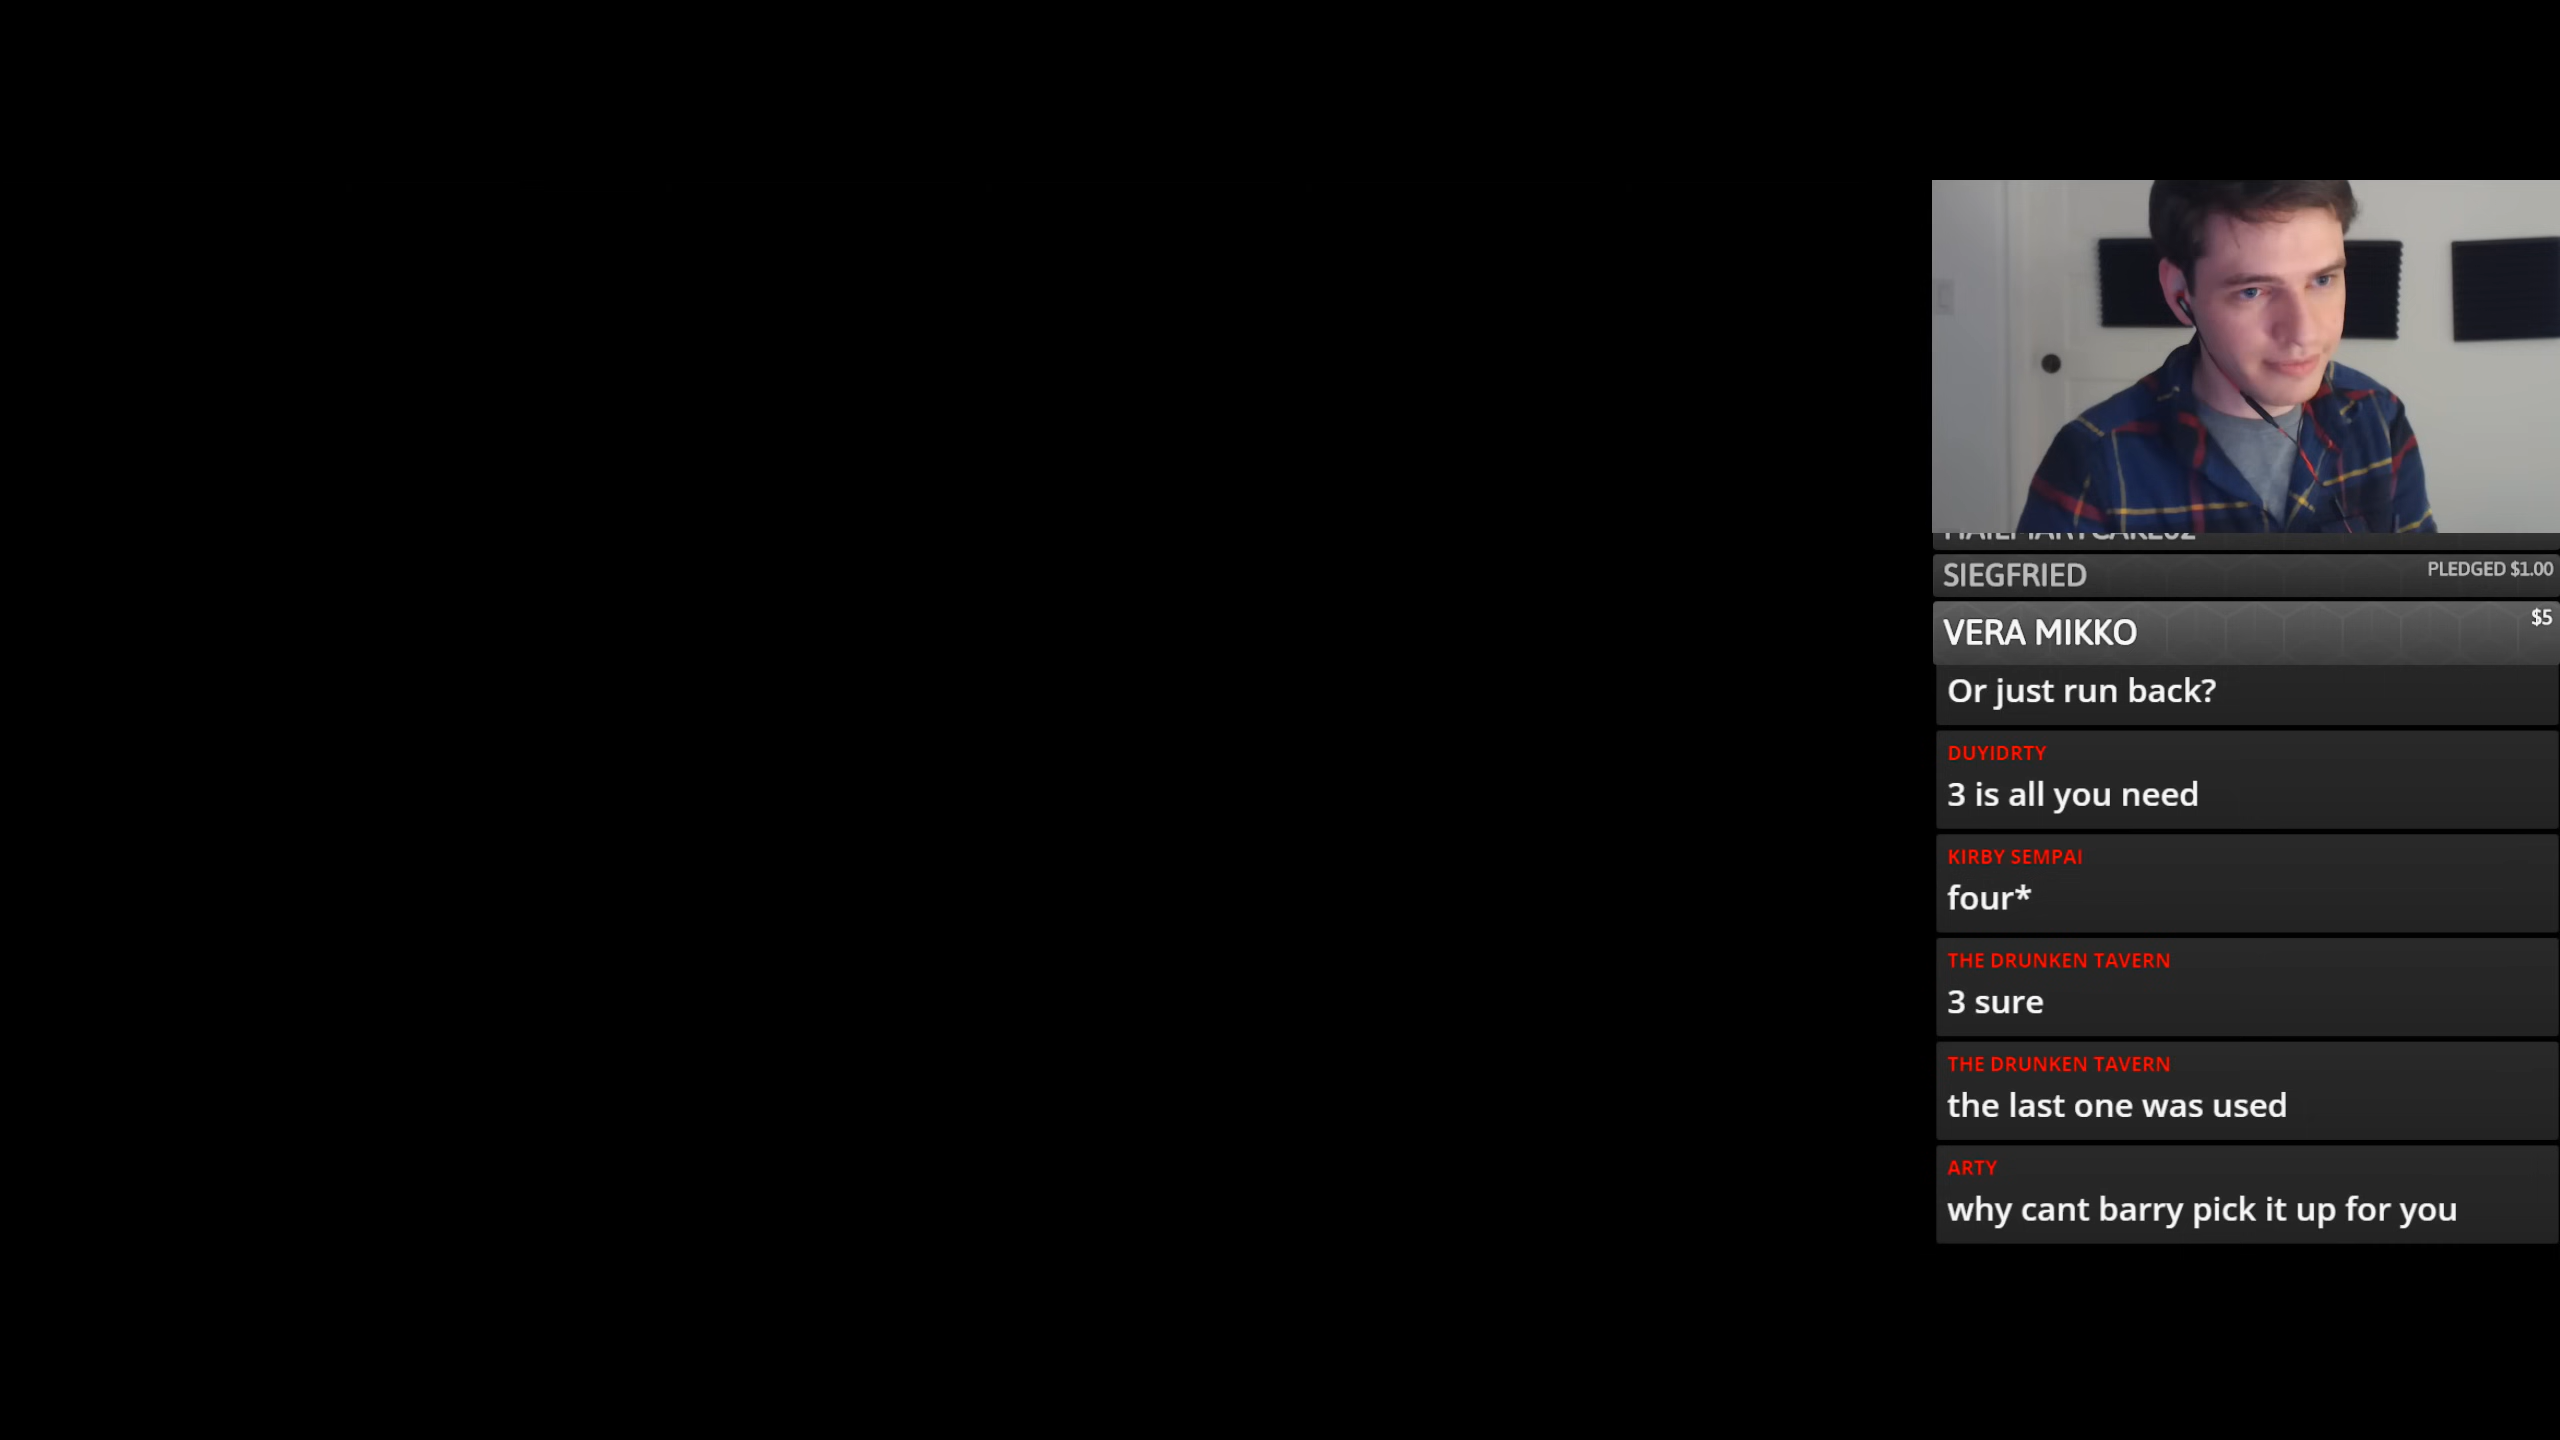 SIEGFRIED PLEDGED $1.00
VERA MIKKO $5
Or just run back?
DUYIDRTY
3 is all you need
KIRBY SEMPAI
four*
THE DRUNKEN TAVERN
3 sure
THE DRUNKEN TAVERN
the last one was used
ARTY
why cant barry pick it up for you